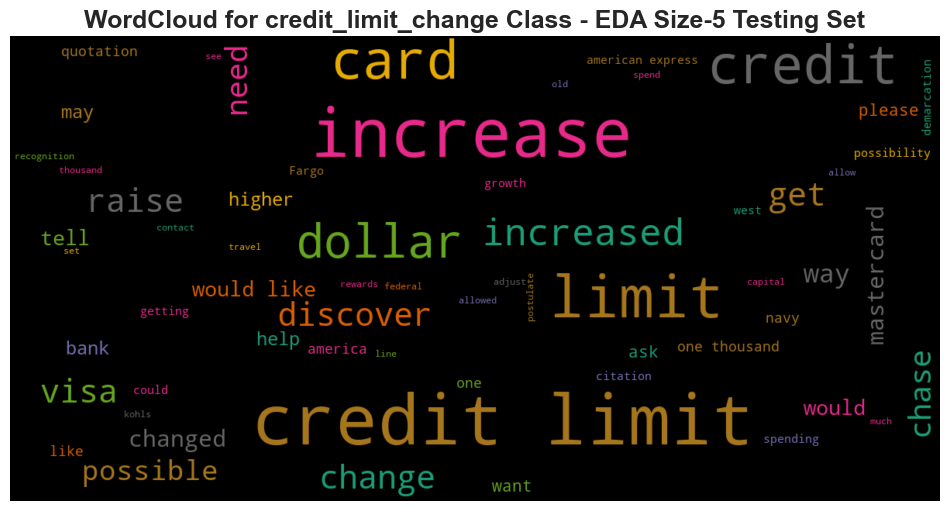 WordCloud for credit_limit_change Class - EDA Size-5 Testing Set
quotation
see
need
card
american express
spend
credit
old
demarcation
may
increase
please
recognition
thousand
Fargo
growth
possibility
allow
raise
higher
get
west
tell
set
contact
travel
dollar
increased
mastercard
would like
rewards
federal
adjust
postulate
limit
capital
way
getting
discover
allowed
navy
bank
help
america
line
ask
one thousand
chase
visa
could
one
citation
kohls
changed
credit limit
would
much
spending
like
possible
change
want